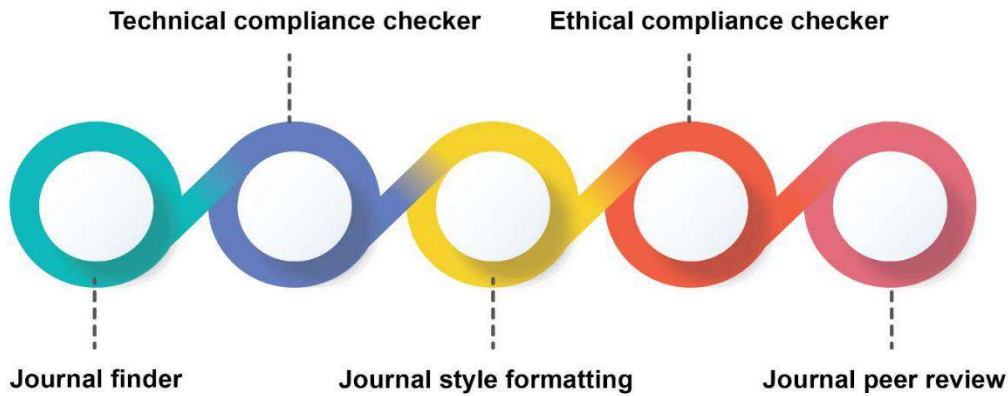 Technical compliance checker
Ethical compliance checker
Journal finder
Journal style formatting
Journal peer review